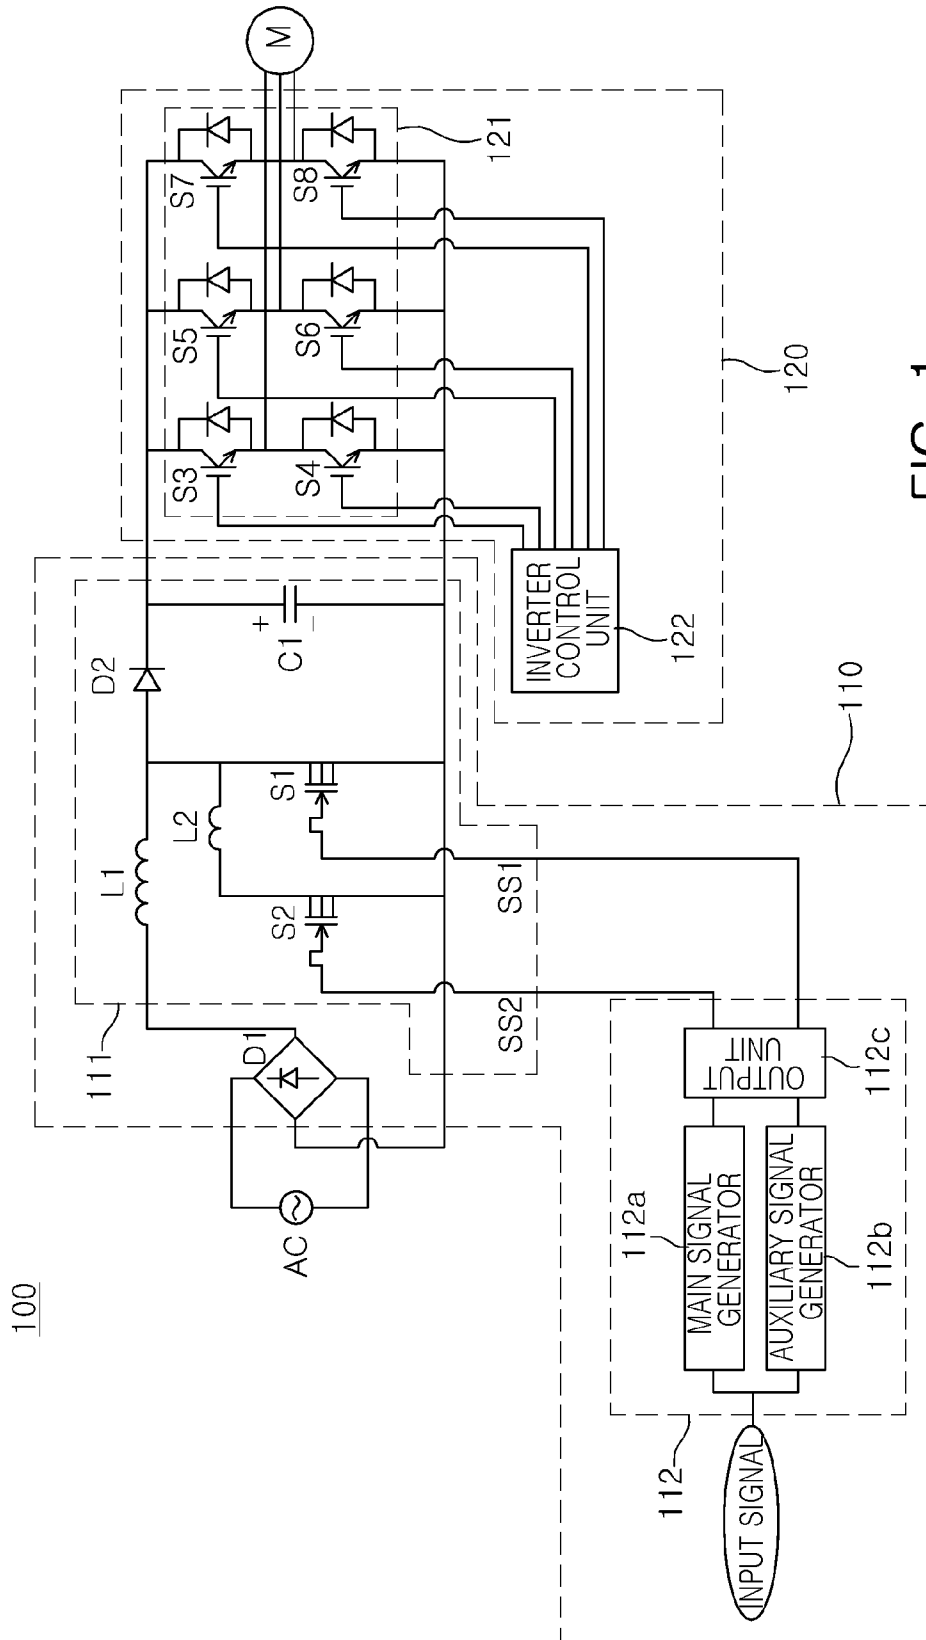 100
AC
D1
111
L1
L2
S2
S1
SS2
SS1
D2
C1
+
−
S3
S4
S5
S6
S7
S8
M
121
120
INVERTER
CONTROL
UNIT
122
110
112
112a
MAIN SIGNAL
GENERATOR
AUXILIARY SIGNAL
GENERATOR
112b
OUTPUT
UNIT
112c
INPUT SIGNAL